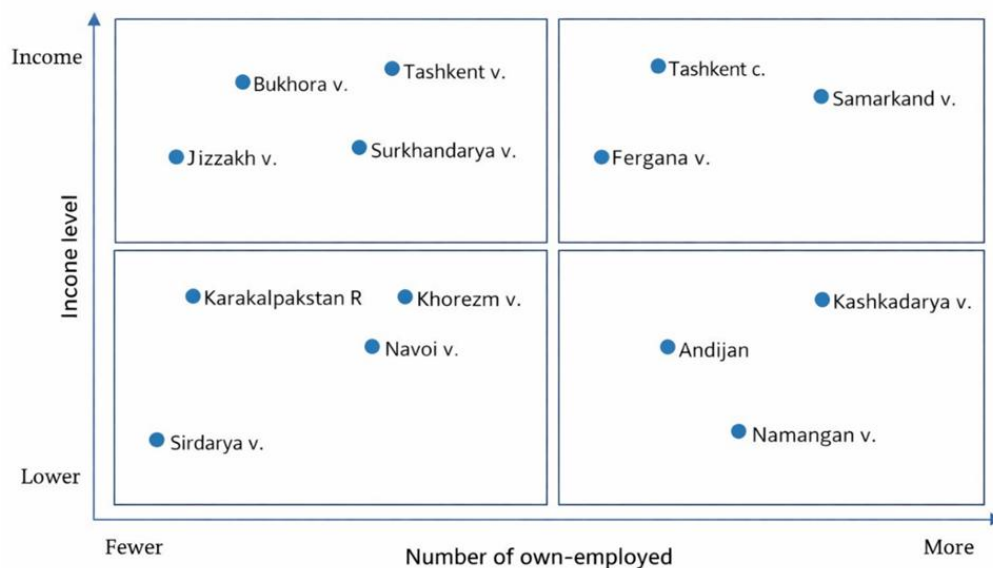 Income
Tashkent v.
Tashkent c.
Bukhora v.
Samarkand v.
Surkhandarya v.
Jizzakh v.
Fergana v.
Incone level
Karakalpakstan R
Khorezm v.
Kashkadarya v.
Navoi v.
Andijan
Namangan v.
Sirdarya v.
Lower
Fewer
Number of own-employed
More